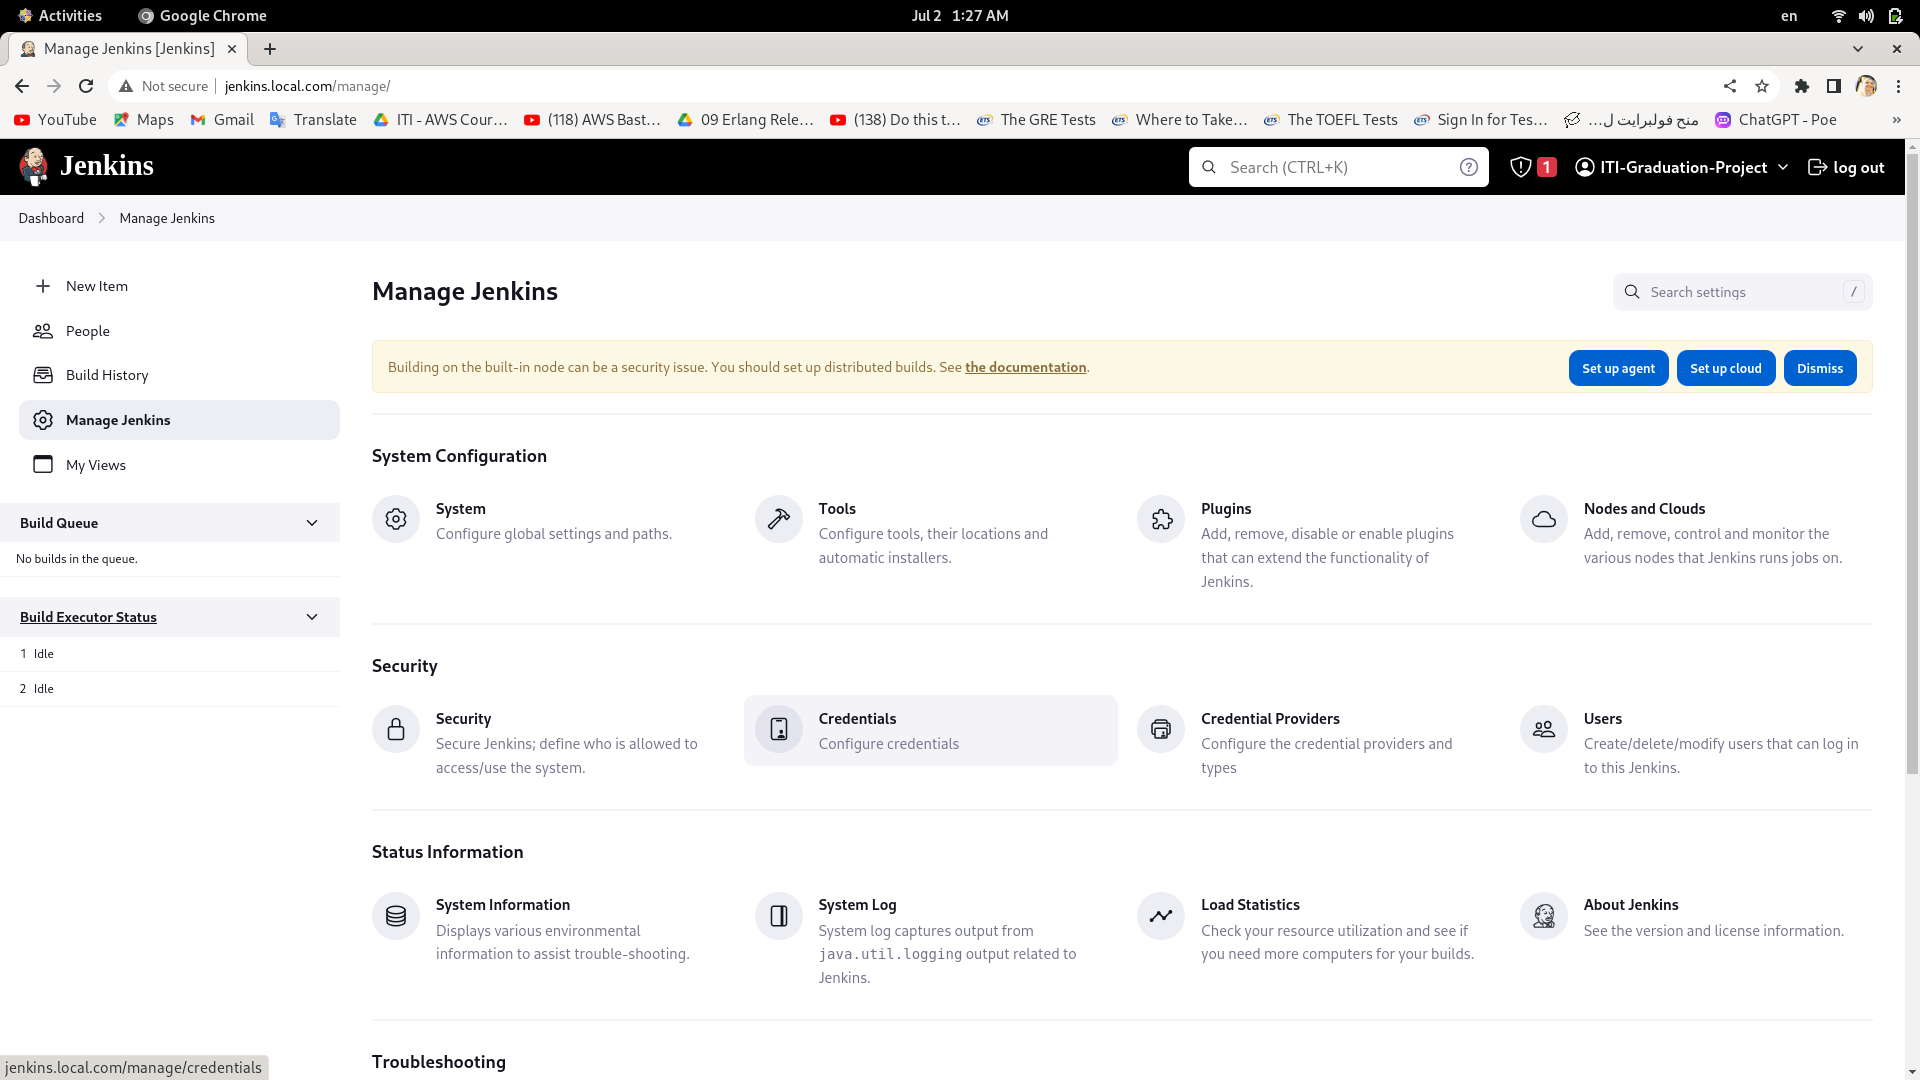 Activities
Google Chrome
Jul 2 1:27 AM
en
Manage Jenkins [Jenkins]
Not secure
jenkins.local.com/manage/
YouTube
Maps
Gmail
Translate
ITI - AWS Cour...
(118) AWS Bast...
09 Erlang Rele...
(138) Do this t...
The GRE Tests
Where to Take...
The TOEFL Tests
Sign In for Tes...
منح فولبرايت ل...
ChatGPT - Poe
»
Jenkins
Search (CTRL+K)
1
ITI-Graduation-Project
log out
Dashboard
Manage Jenkins
New Item
People
Build History
Manage Jenkins
My Views
Build Queue
No builds in the queue.
Build Executor Status
1 Idle
2 Idle
Manage Jenkins
Search settings
/
Building on the built-in node can be a security issue. You should set up distributed builds. See the documentation.
Set up agent
Set up cloud
Dismiss
System Configuration
System
Configure global settings and paths.
Tools
Configure tools, their locations and
automatic installers.
Plugins
Add, remove, disable or enable plugins
that can extend the functionality of
Jenkins.
Nodes and Clouds
Add, remove, control and monitor the
various nodes that Jenkins runs jobs on.
Security
Security
Secure Jenkins; define who is allowed to
access/use the system.
Credentials
Configure credentials
Credential Providers
Configure the credential providers and
types
Users
Create/delete/modify users that can log in
to this Jenkins.
Status Information
System Information
Displays various environmental
information to assist trouble-shooting.
System Log
System log captures output from
java.util.logging output related to
Jenkins.
Load Statistics
Check your resource utilization and see if
you need more computers for your builds.
About Jenkins
See the version and license information.
Troubleshooting
jenkins.local.com/manage/credentials